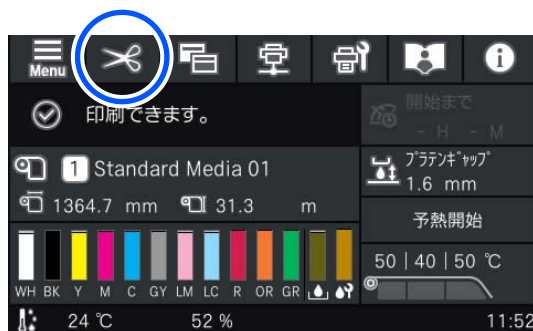 Menu
印刷できます。
開始まで
- H - M
1 Standard Media 01
1364.7 mm 31.3 m
プラテンギャップ
1.6 mm
予熱開始
50 | 40 | 50 ℃
WH BK Y M C GY LM LC R OR GR
24 ℃ 52 %
11:52